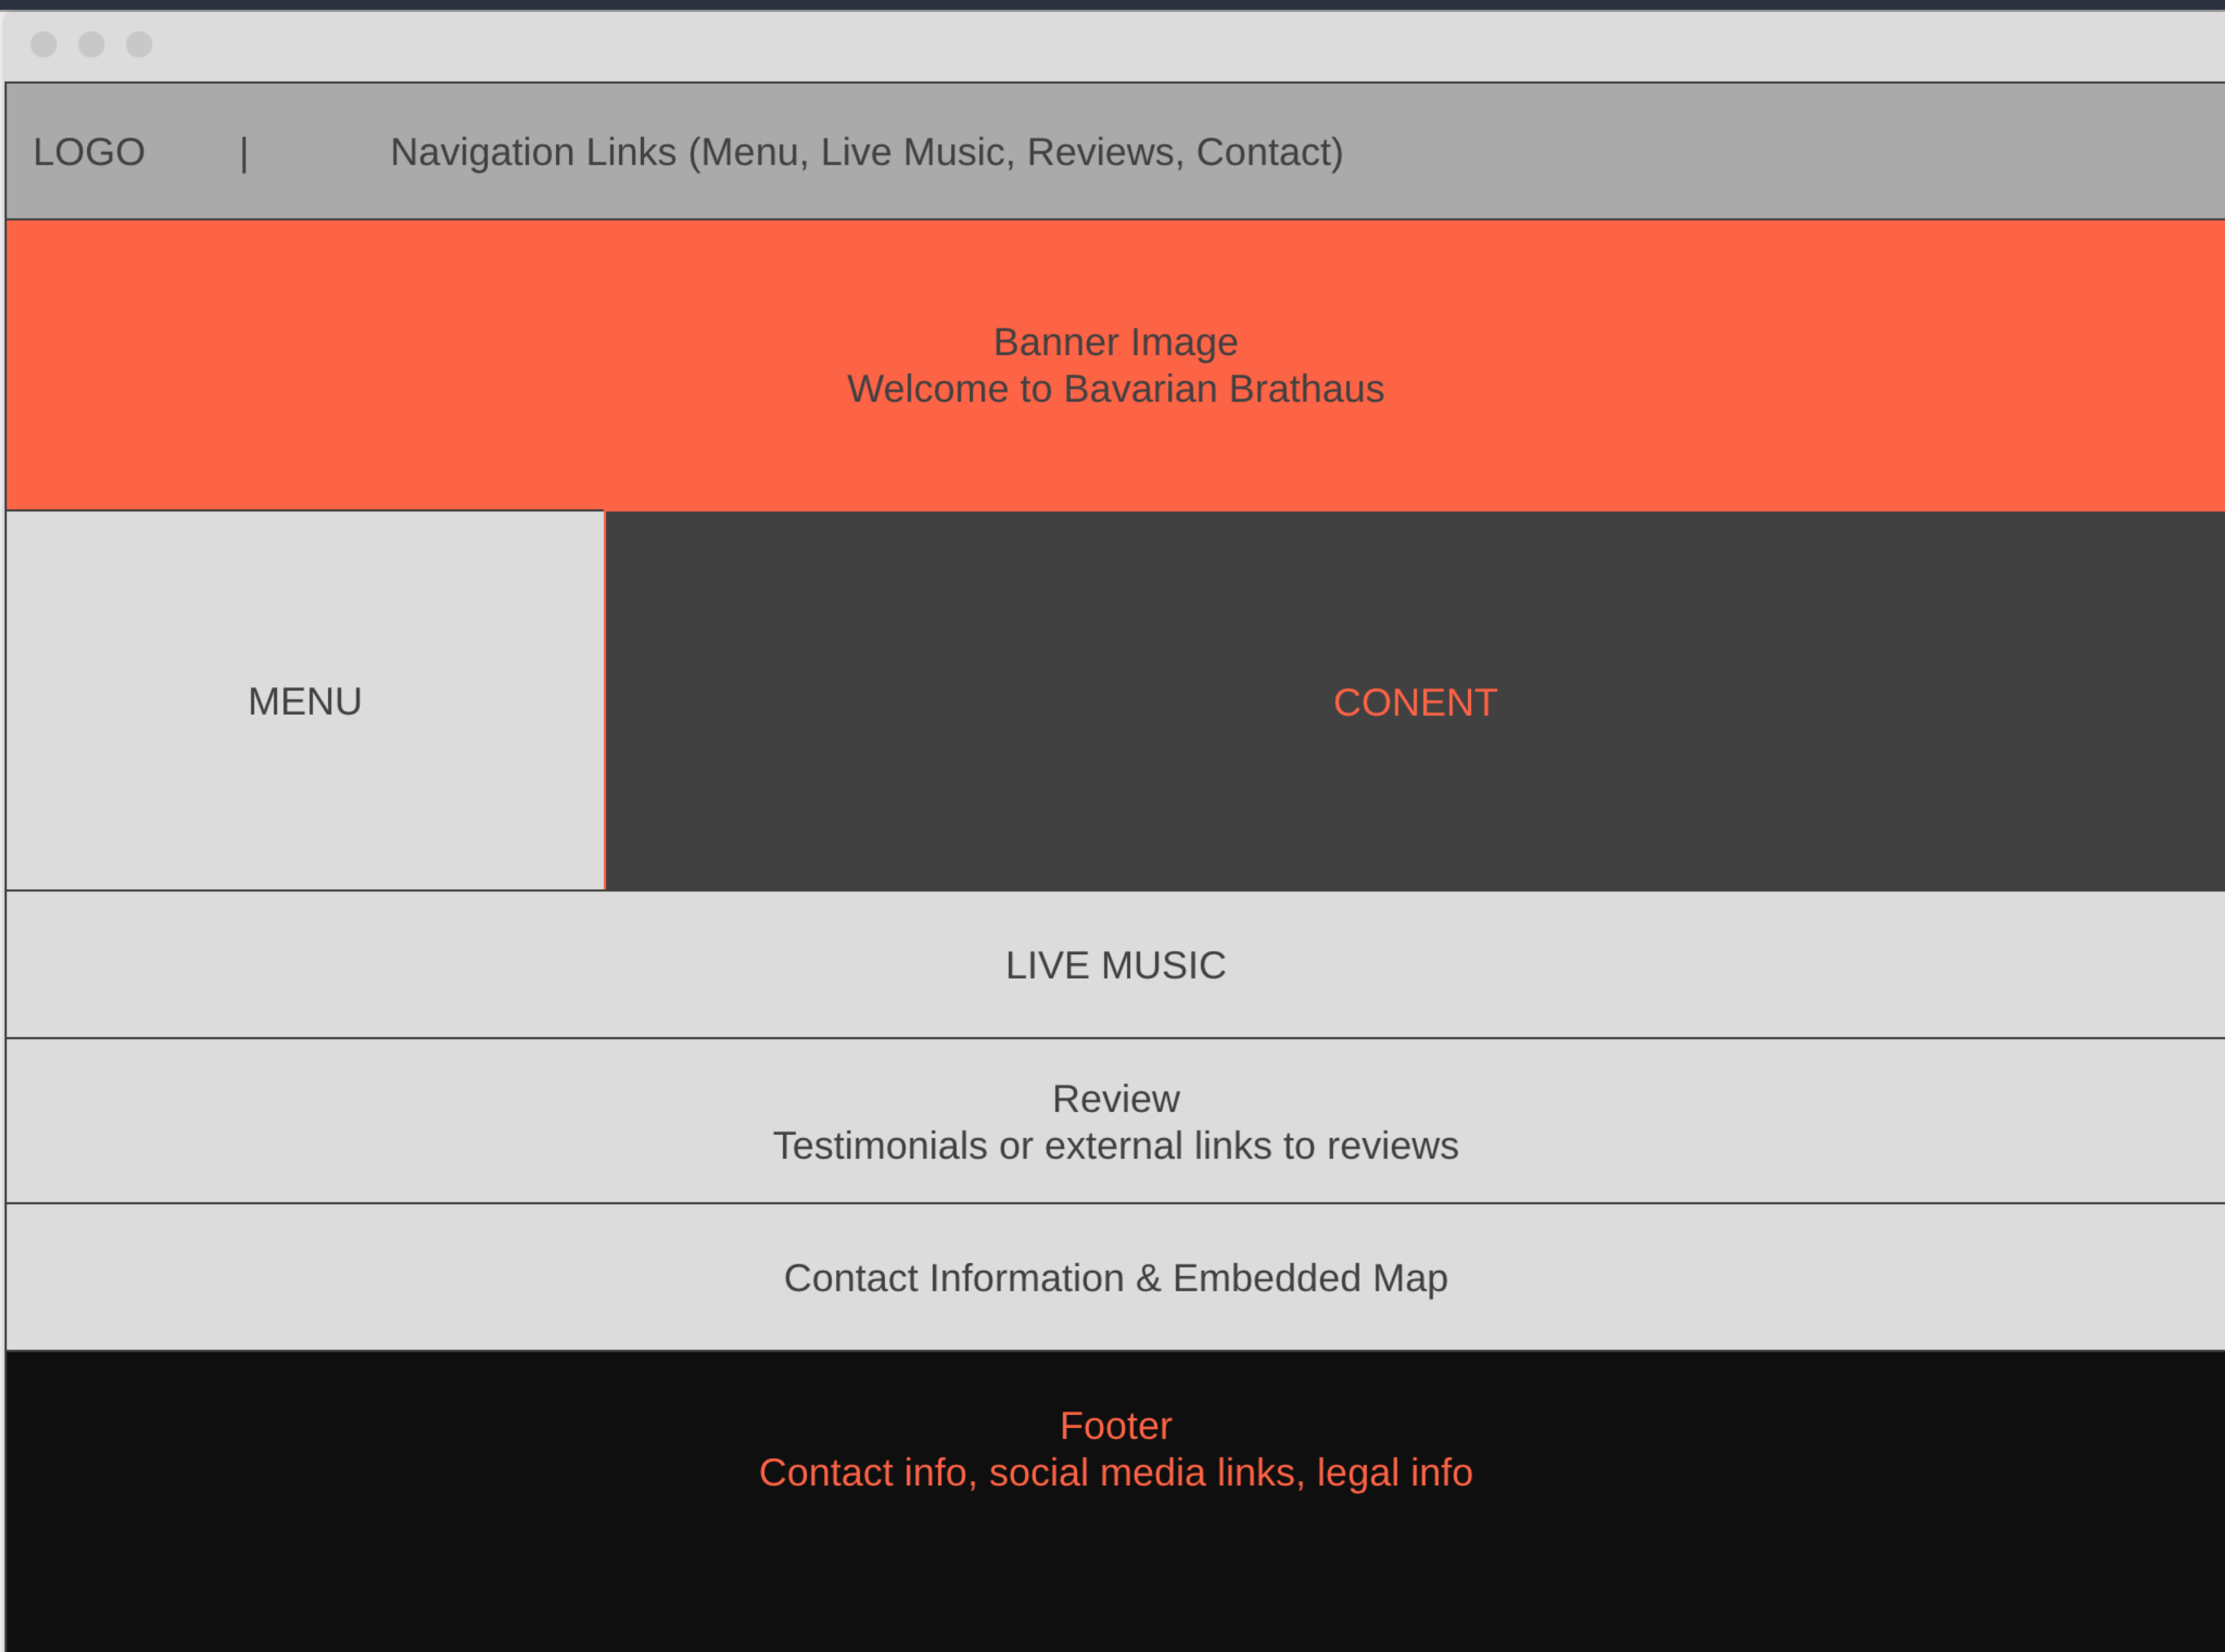 LOGO | Navigation Links (Menu, Live Music, Reviews, Contact)
Banner Image
Welcome to Bavarian Brathaus
MENU
CONENT
LIVE MUSIC
Review
Testimonials or external links to reviews
Contact Information & Embedded Map
Footer
Contact info, social media links, legal info